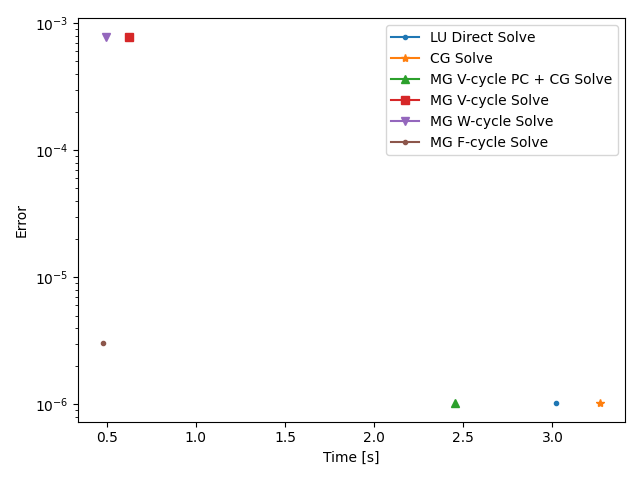 10⁻³
10⁻⁴
10⁻⁵
10⁻⁶
Error
LU Direct Solve
CG Solve
MG V-cycle PC + CG Solve
MG V-cycle Solve
MG W-cycle Solve
MG F-cycle Solve
0.5 1.0 1.5 2.0 2.5 3.0
Time [s]